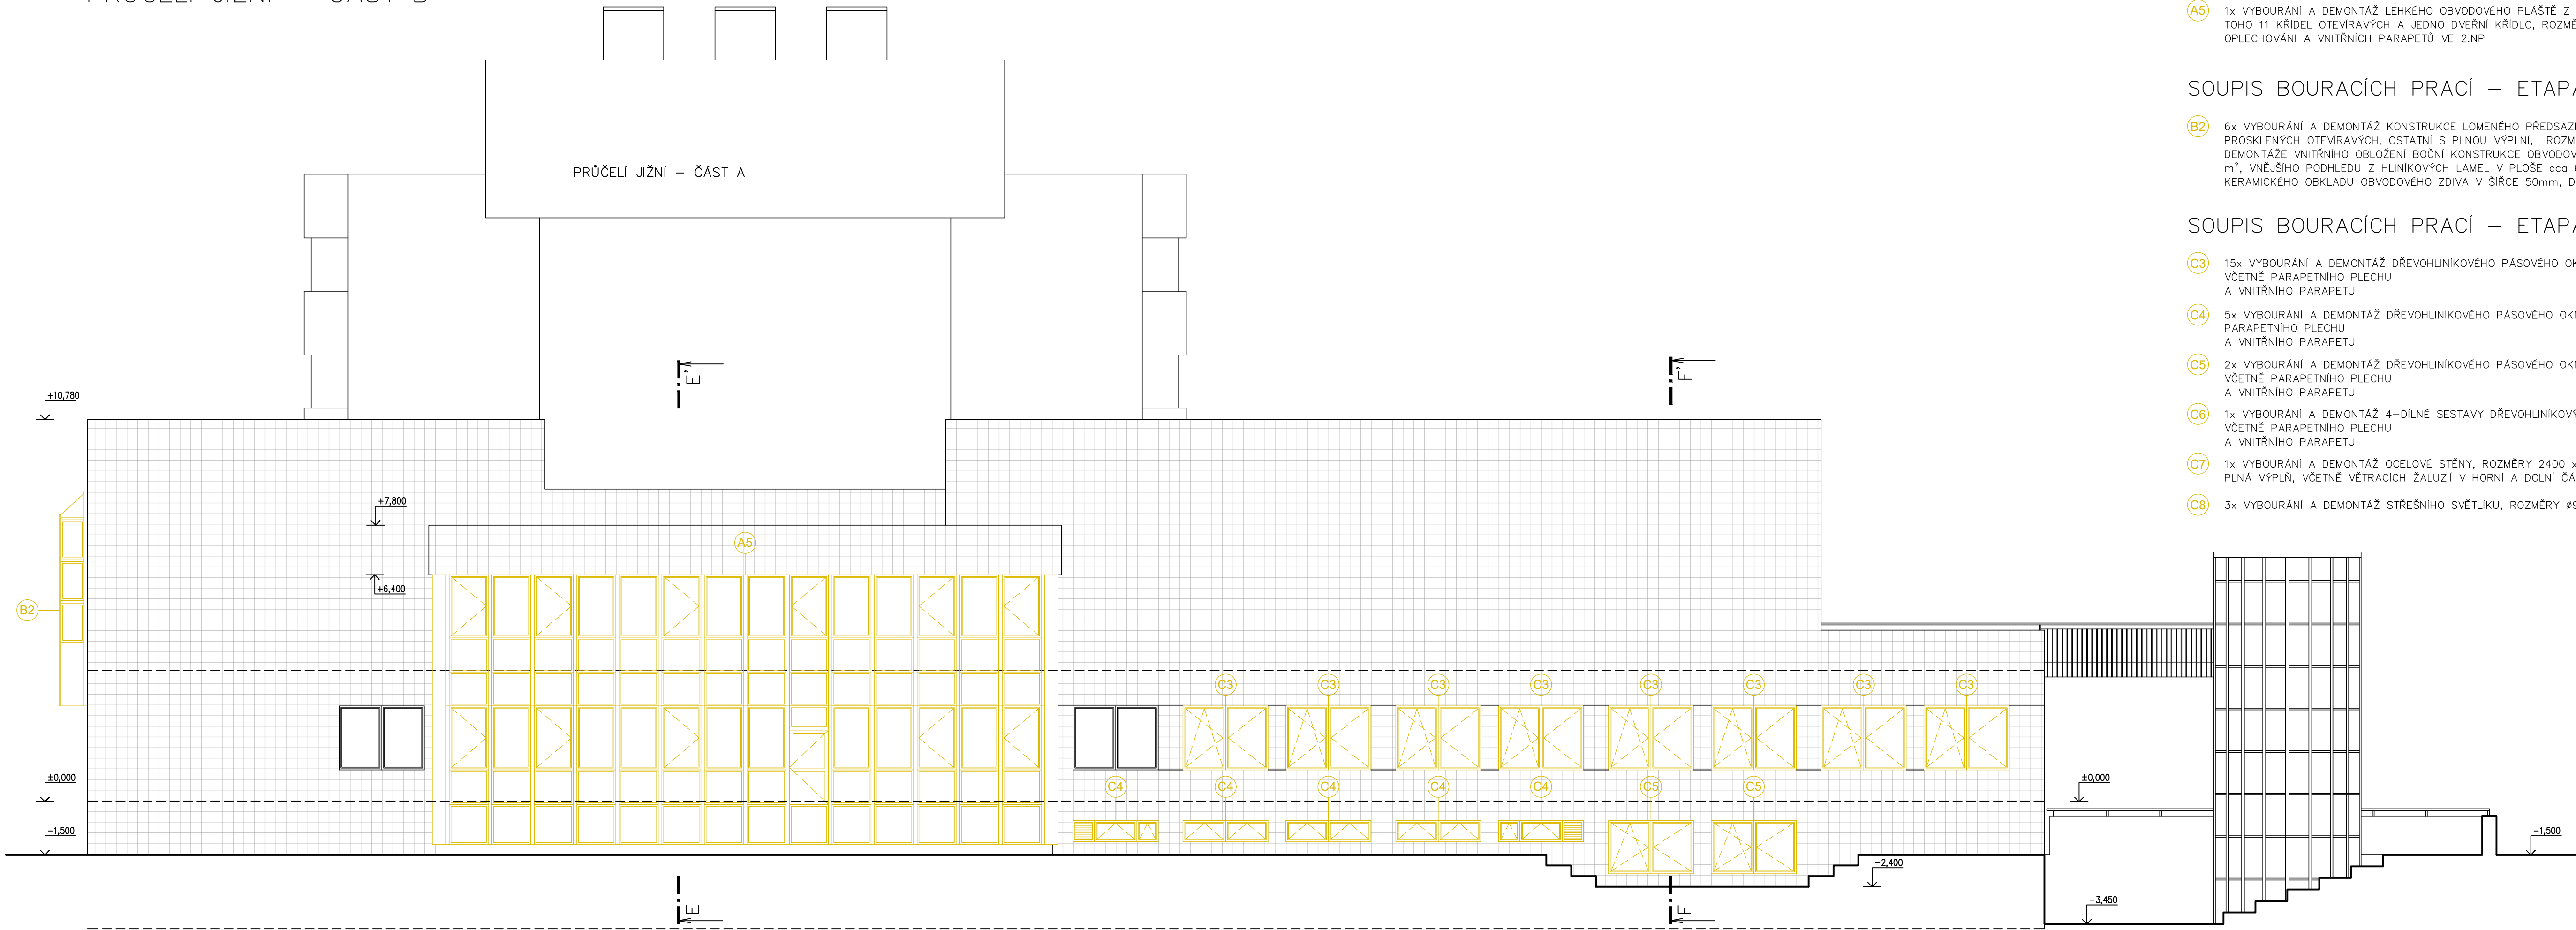 A5 1x VYBOURÁNÍ A DEMONTÁŽ LEHKÉHO OBVODOVÉHO PLÁŠTĚ Z
TOHO 11 KŘÍDEL OTEVÍRAVÝCH A JEDNO DVEŘNÍ KŘÍDLO,
OPLECHOVÁNÍ A VNITŘNÍCH PARAPETŮ VE 2.NP
SOUPIS BOURACÍCH PRACÍ – ETAPA
B2 6x VYBOURÁNÍ A DEMONTÁŽ KONSTRUKCE LOMENÉHO
PROSKLENÝCH OTEVÍRAVÝCH, OSTATNÍ S PLNOU VÝPLNÍ,
DEMONTÁŽE VNITŘNÍHO OBLOŽENÍ BOČNÍ KONSTRUKCE
m², VNĚJŠÍHO PODHLEDU Z HLINÍKOVÝCH LAMEL V PLOŠE cca
KERAMICKÉHO OBKLADU OBVODOVÉHO ZDIVA V ŠÍŘCE 50mm,
SOUPIS BOURACÍCH PRACÍ – ETAPA
C3 15x VYBOURÁNÍ A DEMONTÁŽ DŘEVOHLINÍKOVÉHO PÁSOVÉHO
VČETNĚ PARAPETNÍHO PLECHU
A VNITŘNÍHO PARAPETU
C4 5x VYBOURÁNÍ A DEMONTÁŽ DŘEVOHLINÍKOVÉHO PÁSOVÉHO
PARAPETNÍHO PLECHU
A VNITŘNÍHO PARAPETU
C5 2x VYBOURÁNÍ A DEMONTÁŽ DŘEVOHLINÍKOVÉHO PÁSOVÉHO
VČETNĚ PARAPETNÍHO PLECHU
A VNITŘNÍHO PARAPETU
C6 1x VYBOURÁNÍ A DEMONTÁŽ 4–DÍLNÉ SESTAVY
VČETNĚ PARAPETNÍHO PLECHU
A VNITŘNÍHO PARAPETU
C7 1x VYBOURÁNÍ A DEMONTÁŽ OCELOVÉ STĚNY, ROZMĚRY 2400 x
PLNÁ VÝPLŇ, VČETNĚ VĚTRACÍCH ŽALUZIÍ V HORNÍ A DOLNÍ
C8 3x VYBOURÁNÍ A DEMONTÁŽ STŘEŠNÍHO SVĚTLÍKU, ROZMĚRY
PRŮČELÍ JIŽNÍ – ČÁST A
E'
F'
+10,780
+7,800
A5
+6,400
B2
C3 C3 C3 C3 C3 C3 C3 C3
±0,000
±0,000
C4 C4 C4 C4 C4 C5 C5
-1,500
-1,500
-2,400
-3,450
E
F